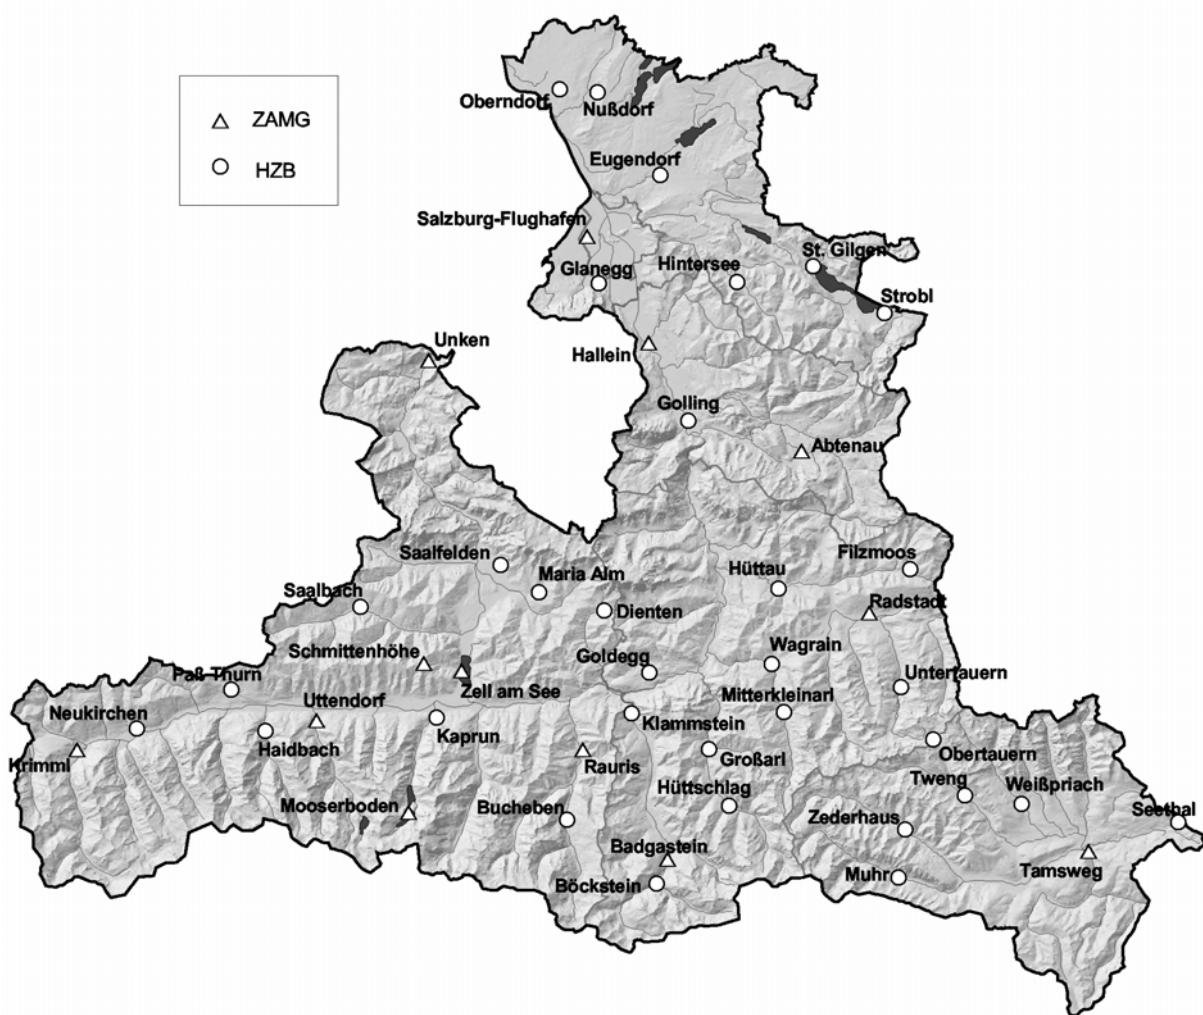 ZAMG
HZB
Oberndorf
Nußdorf
Eugendorf
Salzburg-Flughafen
Glanegg
Hintersee
St. Gilgen
Strobl
Unken
Hallein
Golling
Abtenau
Saalfelden
Maria Alm
Hüttau
Filzmoos
Saalbach
Dienten
Radstadt
Schmittenhöhe
Goldegg
Wagrain
Paß Thurn
Zell am See
Untertauern
Neukirchen
Uttendorf
Mitterkleinarl
Klammstein
Krimml
Haidbach
Kaprun
Rauris
Großarl
Obertauern
Mooserboden
Bucheben
Hüttschlag
Tweng
Weißpriach
Seethal
Zederhaus
Badgastein
Böckstein
Muhr
Tamsweg